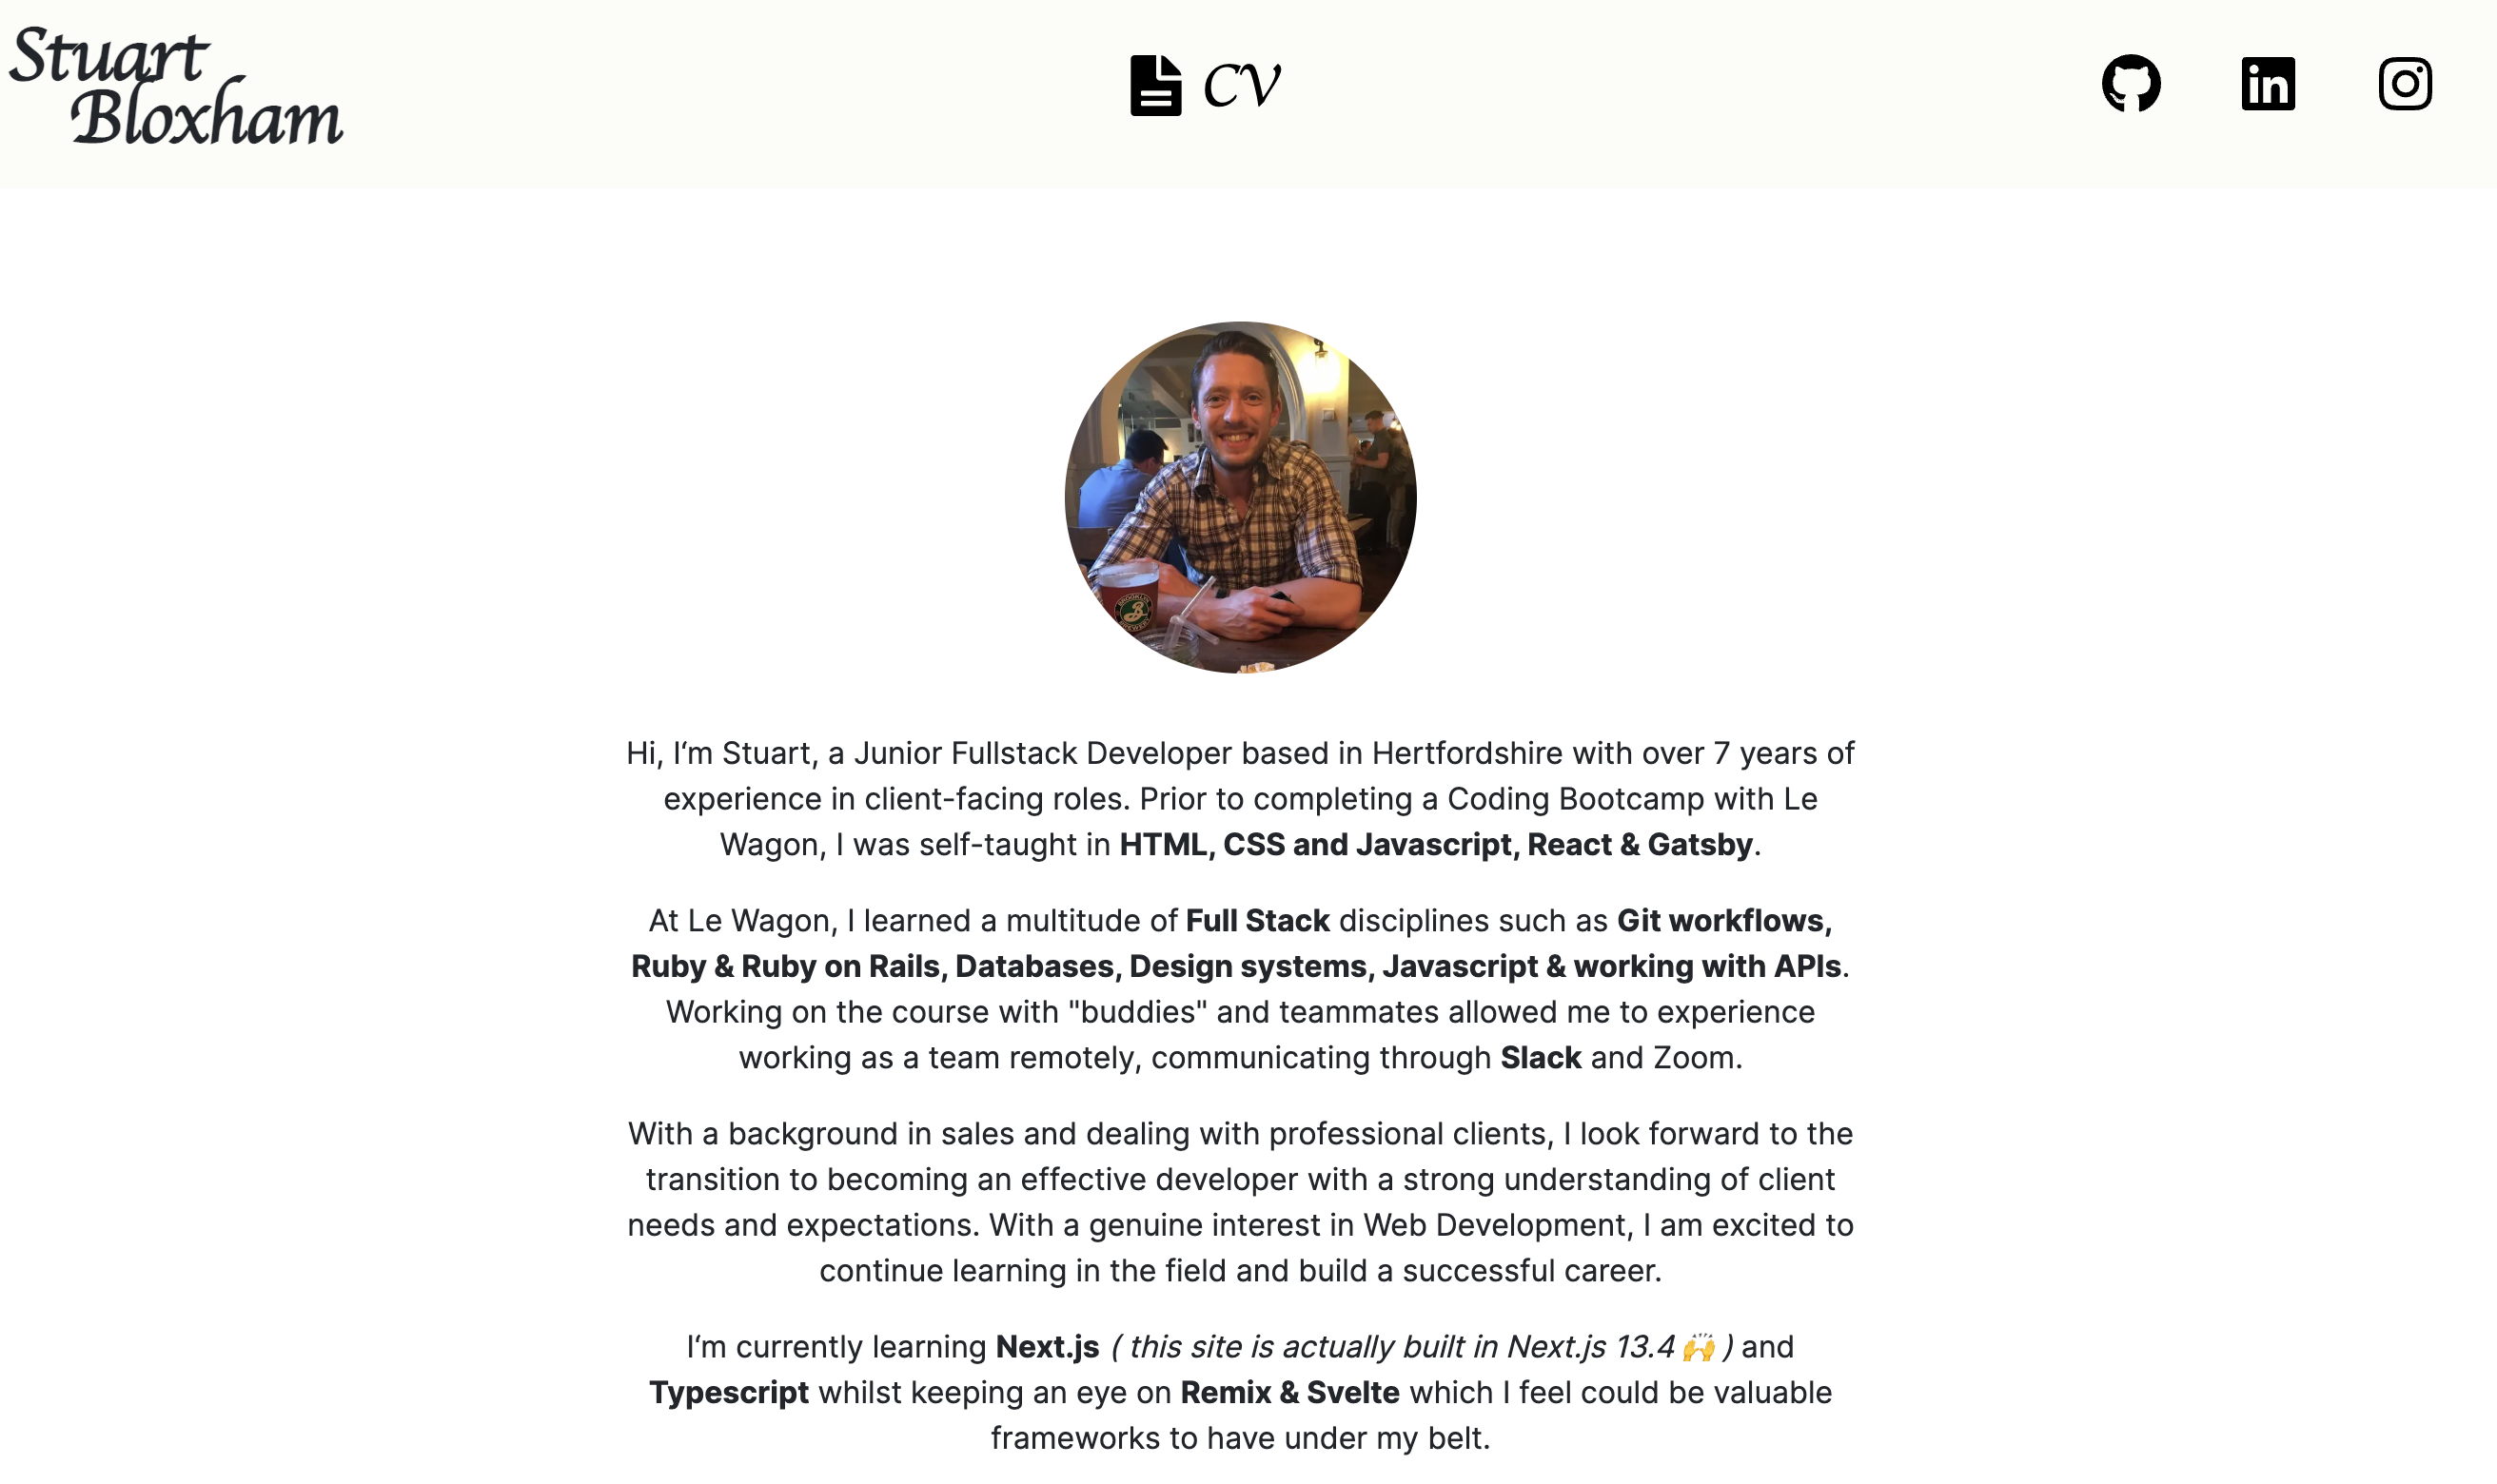 Stuart
Bloxham
CV
in
BROOKLYN
B
BREWERY
Hi, I‘m Stuart, a Junior Fullstack Developer based in Hertfordshire with over 7 years of
experience in client-facing roles. Prior to completing a Coding Bootcamp with Le
Wagon, I was self-taught in HTML, CSS and Javascript, React & Gatsby.
At Le Wagon, I learned a multitude of Full Stack disciplines such as Git workflows,
Ruby & Ruby on Rails, Databases, Design systems, Javascript & working with APIs.
Working on the course with "buddies" and teammates allowed me to experience
working as a team remotely, communicating through Slack and Zoom.
With a background in sales and dealing with professional clients, I look forward to the
transition to becoming an effective developer with a strong understanding of client
needs and expectations. With a genuine interest in Web Development, I am excited to
continue learning in the field and build a successful career.
I‘m currently learning Next.js ( this site is actually built in Next.js 13.4 🙌 ) and
Typescript whilst keeping an eye on Remix & Svelte which I feel could be valuable
frameworks to have under my belt.